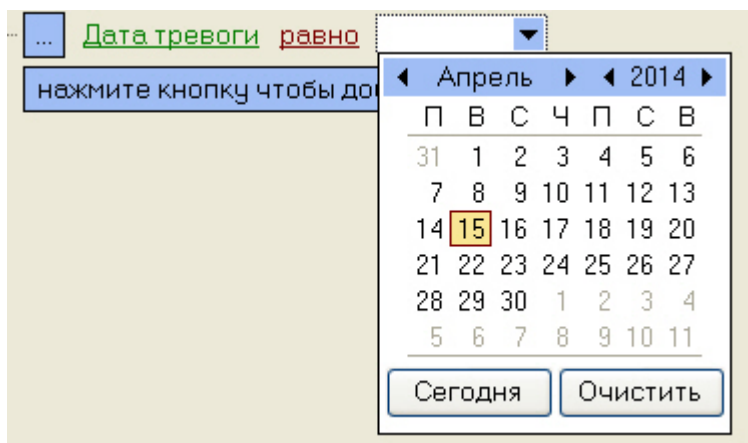 ... Дата тревоги равно
нажмите кнопку чтобы
Апрель 2014
П В С Ч П С В
31 1 2 3 4 5 6
7 8 9 10 11 12 13
14 15 16 17 18 19 20
21 22 23 24 25 26 27
28 29 30 1 2 3 4
5 6 7 8 9 10 11
Сегодня Очистить